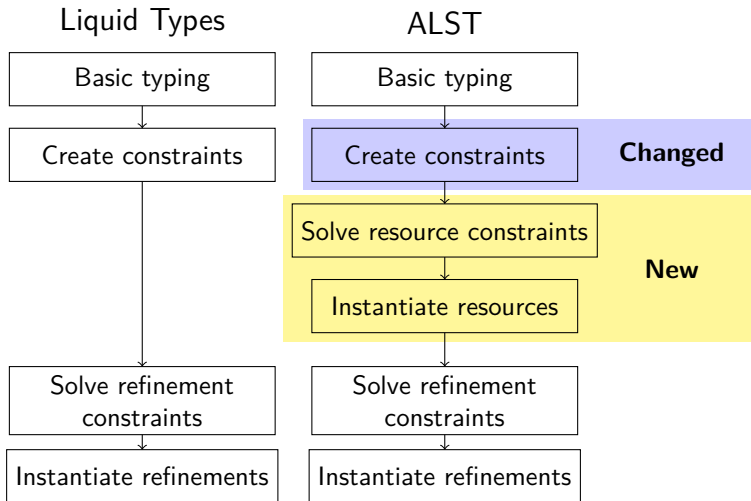 Liquid Types
ALST
Basic typing
Basic typing
Create constraints
Create constraints
Changed
Solve resource constraints
New
Instantiate resources
Solve refinement
constraints
Solve refinement
constraints
Instantiate refinements
Instantiate refinements